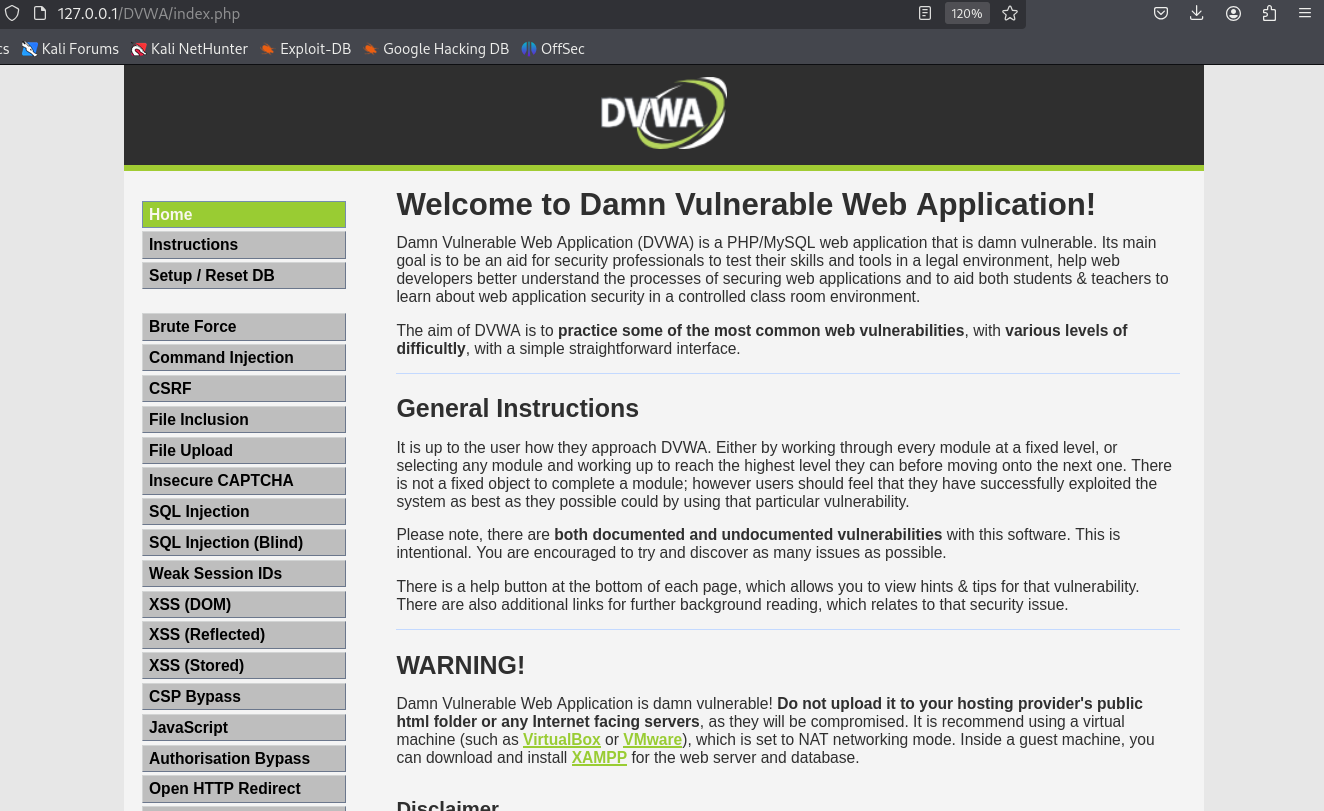 127.0.0.1/DVWA/index.php
120%
cs
Kali Forums
Kali NetHunter
Exploit-DB
Google Hacking DB
OffSec
DVWA
Home
Instructions
Setup / Reset DB
Brute Force
Command Injection
CSRF
File Inclusion
File Upload
Insecure CAPTCHA
SQL Injection
SQL Injection (Blind)
Weak Session IDs
XSS (DOM)
XSS (Reflected)
XSS (Stored)
CSP Bypass
JavaScript
Authorisation Bypass
Open HTTP Redirect
Welcome to Damn Vulnerable Web Application!
Damn Vulnerable Web Application (DVWA) is a PHP/MySQL web application that is damn vulnerable. Its main
goal is to be an aid for security professionals to test their skills and tools in a legal environment, help web
developers better understand the processes of securing web applications and to aid both students & teachers to
learn about web application security in a controlled class room environment.
The aim of DVWA is to practice some of the most common web vulnerabilities, with various levels of
difficultly, with a simple straightforward interface.
General Instructions
It is up to the user how they approach DVWA. Either by working through every module at a fixed level, or
selecting any module and working up to reach the highest level they can before moving onto the next one. There
is not a fixed object to complete a module; however users should feel that they have successfully exploited the
system as best as they possible could by using that particular vulnerability.
Please note, there are both documented and undocumented vulnerabilities with this software. This is
intentional. You are encouraged to try and discover as many issues as possible.
There is a help button at the bottom of each page, which allows you to view hints & tips for that vulnerability.
There are also additional links for further background reading, which relates to that security issue.
WARNING!
Damn Vulnerable Web Application is damn vulnerable! Do not upload it to your hosting provider's public
html folder or any Internet facing servers, as they will be compromised. It is recommend using a virtual
machine (such as VirtualBox or VMware), which is set to NAT networking mode. Inside a guest machine, you
can download and install XAMPP for the web server and database.
Disclaimer